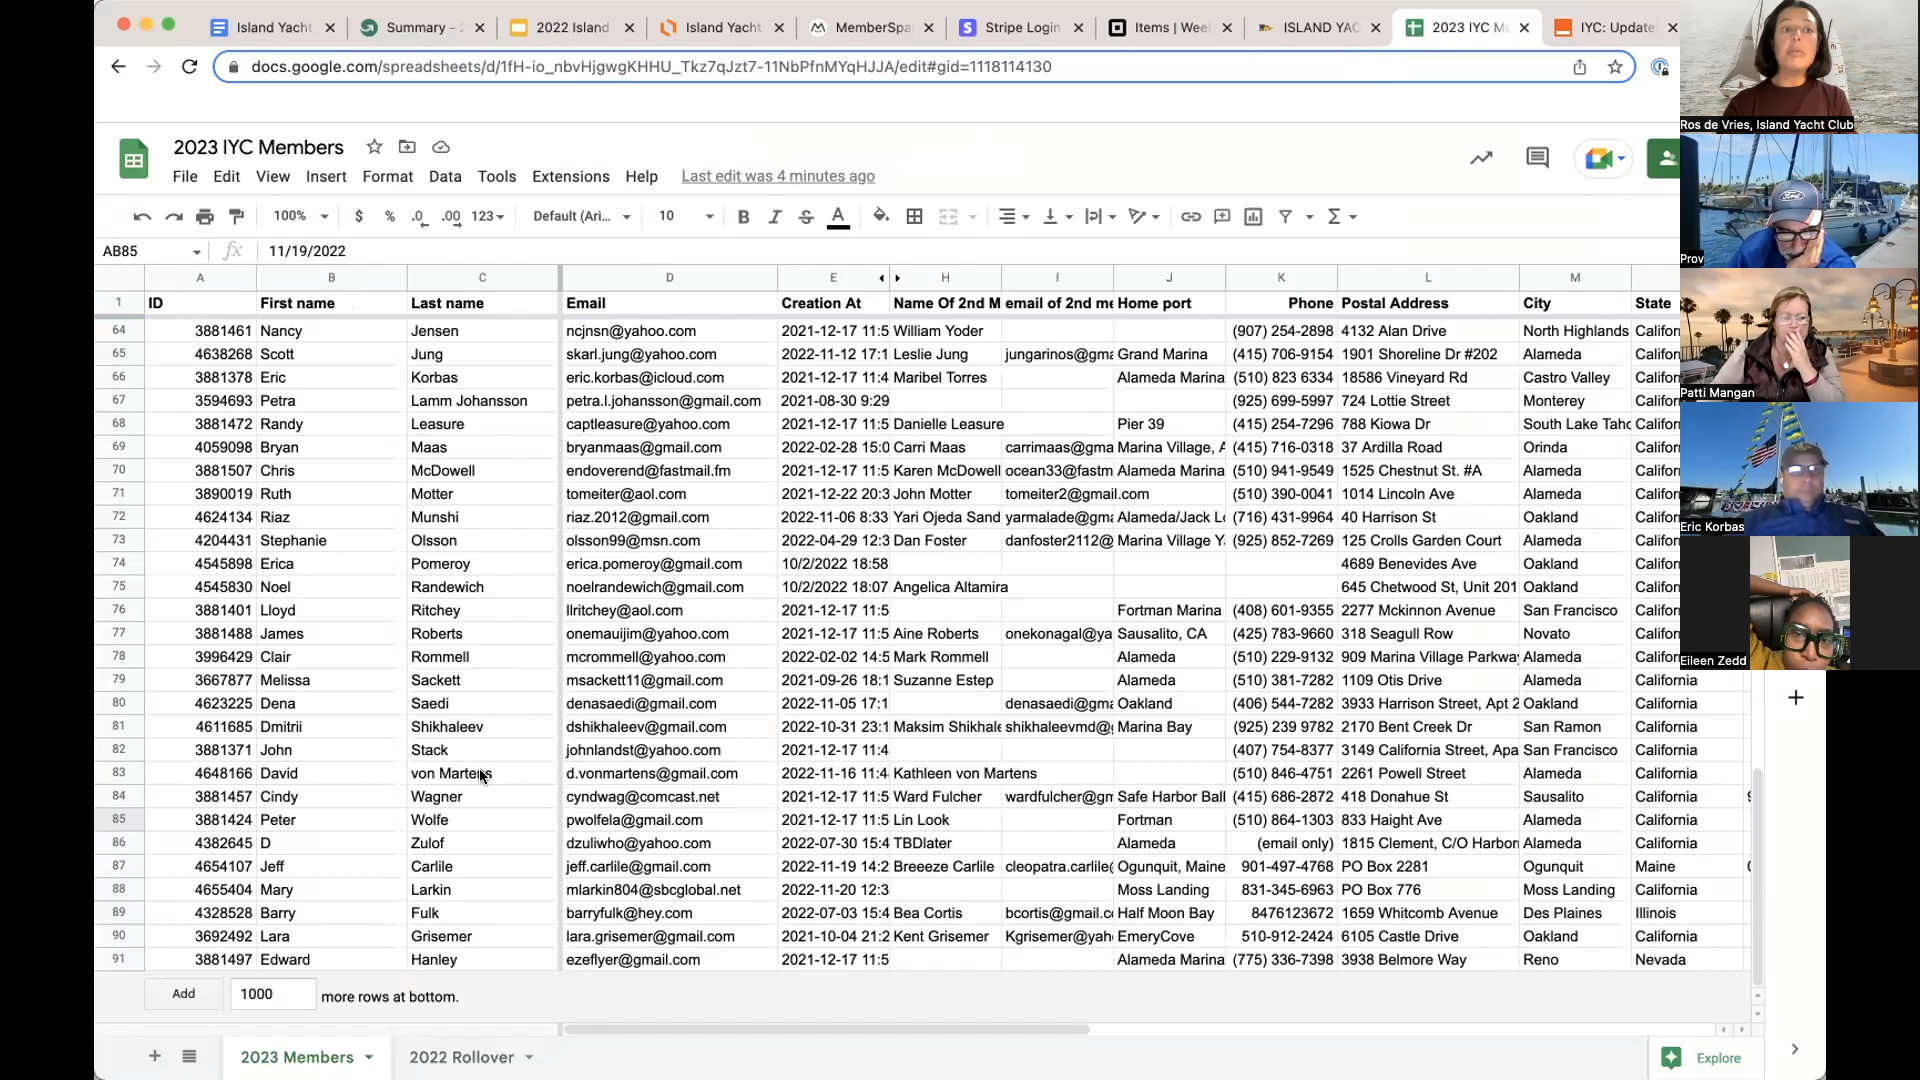 Island Yacht
Summary - 2
2022 Island
Island Yacht
MemberSpa
Stripe Login
Items | Wee
ISLAND YAC
2023 IYC M
IYC: Update
docs.google.com/spreadsheets/d/1fH-io_nbvHjgwgKHHU_Tkz7qJzt7-11NbPfnMYqHJJA/edit#gid=1118114130
2023 IYC Members
File Edit View Insert Format Data Tools Extensions Help Last edit was 4 minutes ago
100% $ % .0 .00 123 Default (Ari... 10 B I S A
AB85 fx 11/19/2022
A B C D E H I J K L M
1 ID First name Last name Email Creation At Name Of 2nd M email of 2nd me Home port Phone Postal Address City State
64 3881461 Nancy Jensen ncjnsn@yahoo.com 2021-12-17 11:5 William Yoder (907) 254-2898 4132 Alan Drive North Highlands Californ
65 4638268 Scott Jung skarl.jung@yahoo.com 2022-11-12 17:1 Leslie Jung jungarinos@gma Grand Marina (415) 706-9154 1901 Shoreline Dr #202 Alameda Californ
66 3881378 Eric Korbas eric.korbas@icloud.com 2021-12-17 11:4 Maribel Torres Alameda Marina (510) 823 6334 18586 Vineyard Rd Castro Valley Californ
67 3594693 Petra Lamm Johansson petra.l.johansson@gmail.com 2021-08-30 9:29 (925) 699-5997 724 Lottie Street Monterey Californ
68 3881472 Randy Leasure captleasure@yahoo.com 2021-12-17 11:5 Danielle Leasure Pier 39 (415) 254-7296 788 Kiowa Dr South Lake Taho Californ
69 4059098 Bryan Maas bryanmaas@gmail.com 2022-02-28 15:0 Carri Maas carrimaas@gma Marina Village, A (415) 716-0318 37 Ardilla Road Orinda Californ
70 3881507 Chris McDowell endoverend@fastmail.fm 2021-12-17 11:5 Karen McDowell ocean33@fastm Alameda Marina (510) 941-9549 1525 Chestnut St. #A Alameda Californ
71 3890019 Ruth Motter tomeiter@aol.com 2021-12-22 20:3 John Motter tomeiter2@gmail.com (510) 390-0041 1014 Lincoln Ave Alameda Californ
72 4624134 Riaz Munshi riaz.2012@gmail.com 2022-11-06 8:33 Yari Ojeda Sand yarmalade@gma Alameda/Jack Lo (716) 431-9964 40 Harrison St Oakland Californ
73 4204431 Stephanie Olsson olsson99@msn.com 2022-04-29 12:3 Dan Foster danfoster2112@ Marina Village Y (925) 852-7269 125 Crolls Garden Court Alameda Californ
74 4545898 Erica Pomeroy erica.pomeroy@gmail.com 10/2/2022 18:58 4689 Benevides Ave Oakland Californ
75 4545830 Noel Randewich noelrandewich@gmail.com 10/2/2022 18:07 Angelica Altamira 645 Chetwood St, Unit 201 Oakland Californ
76 3881401 Lloyd Ritchey llritchey@aol.com 2021-12-17 11:5 Fortman Marina (408) 601-9355 2277 Mckinnon Avenue San Francisco Californ
77 3881488 James Roberts onemauijim@yahoo.com 2021-12-17 11:5 Aine Roberts onekonagal@ya Sausalito, CA (425) 783-9660 318 Seagull Row Novato Californ
78 3996429 Clair Rommell mcrommell@yahoo.com 2022-02-02 14:5 Mark Rommell Alameda (510) 229-9132 909 Marina Village Parkway Alameda Californ
79 3667877 Melissa Sackett msackett11@gmail.com 2021-09-26 18:1 Suzanne Estep Alameda (510) 381-7282 1109 Otis Drive Alameda California
80 4623225 Dena Saedi denasaedi@gmail.com 2022-11-05 17:1 denasaedi@gma Oakland (406) 544-7282 3933 Harrison Street, Apt 2 Oakland California
81 4611685 Dmitrii Shikhaleev dshikhaleev@gmail.com 2022-10-31 23:1 Maksim Shikhale shikhaleevmd@g Marina Bay (925) 239 9782 2170 Bent Creek Dr San Ramon California
82 3881371 John Stack johnlandst@yahoo.com 2021-12-17 11:4 (407) 754-8377 3149 California Street, Apa San Francisco California
83 4648166 David von Martens d.vonmartens@gmail.com 2022-11-16 11:4 Kathleen von Martens (510) 846-4751 2261 Powell Street Alameda California
84 3881457 Cindy Wagner cyndwag@comcast.net 2021-12-17 11:5 Ward Fulcher wardfulcher@gm Safe Harbor Ball (415) 686-2872 418 Donahue St Sausalito California 9
85 3881424 Peter Wolfe pwolfela@gmail.com 2021-12-17 11:5 Lin Look Fortman (510) 864-1303 833 Haight Ave Alameda California
86 4382645 D Zulof dzuliwho@yahoo.com 2022-07-30 15:4 TBDlater Alameda (email only) 1815 Clement, C/O Harbor Alameda California
87 4654107 Jeff Carlile jeff.carlile@gmail.com 2022-11-19 14:2 Breeeze Carlile cleopatra.carlile@ Ogunquit, Maine 901-497-4768 PO Box 2281 Ogunquit Maine 0
88 4655404 Mary Larkin mlarkin804@sbcglobal.net 2022-11-20 12:3 Moss Landing 831-345-6963 PO Box 776 Moss Landing California
89 4328528 Barry Fulk barryfulk@hey.com 2022-07-03 15:4 Bea Cortis bcortis@gmail.co Half Moon Bay 8476123672 1659 Whitcomb Avenue Des Plaines Illinois
90 3692492 Lara Grisemer lara.grisemer@gmail.com 2021-10-04 21:2 Kent Grisemer Kgrisemer@yah EmeryCove 510-912-2424 6105 Castle Drive Oakland California
91 3881497 Edward Hanley ezeflyer@gmail.com 2021-12-17 11:5 Alameda Marina (775) 336-7398 3938 Belmore Way Reno Nevada
Add 1000 more rows at bottom.
2023 Members 2022 Rollover Explore
Ros de Vries, Island Yacht Club
Ford
Prov
Patti Mangan
Eric Korbas
Eileen Zedd